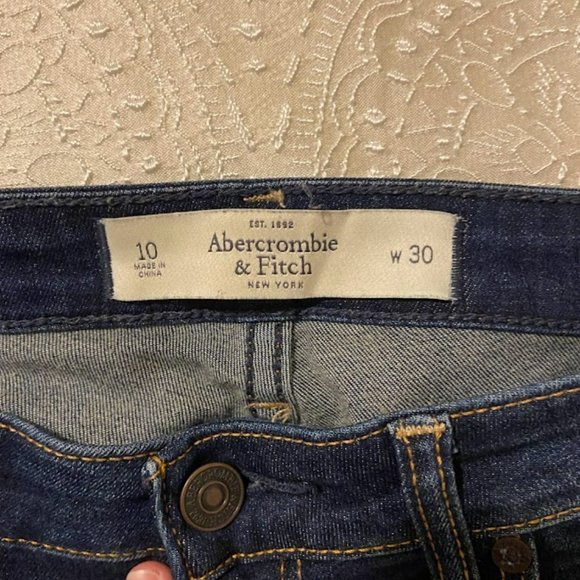 EST. 1892
10
MADE IN
CHINA
Abercrombie
& Fitch
NEW YORK
W 30